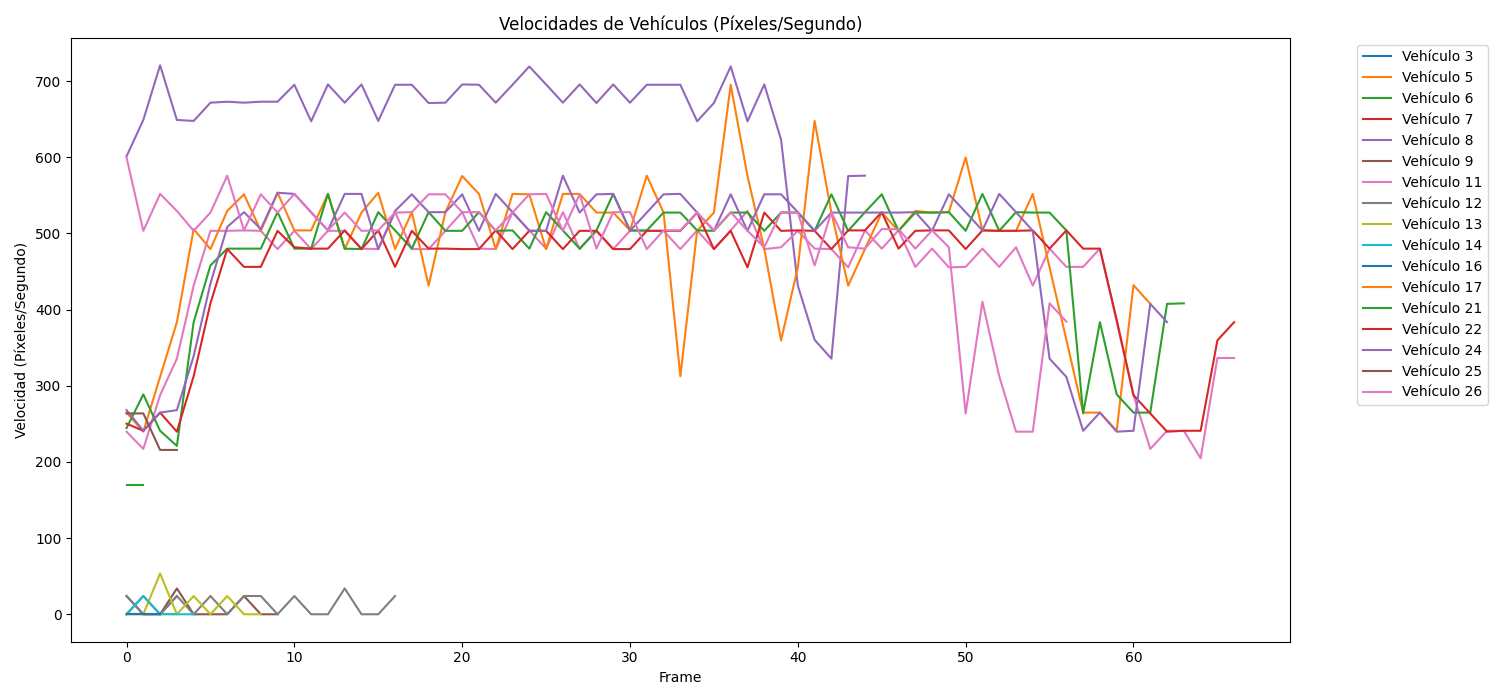 Velocidades de Vehículos (Píxeles/Segundo)
Velocidad (Píxeles/Segundo)
700
600
500
400
300
200
100
0
0
10
20
30
40
50
60
Frame
Vehículo 3
Vehículo 5
Vehículo 6
Vehículo 7
Vehículo 8
Vehículo 9
Vehículo 11
Vehículo 12
Vehículo 13
Vehículo 14
Vehículo 16
Vehículo 17
Vehículo 21
Vehículo 22
Vehículo 24
Vehículo 25
Vehículo 26